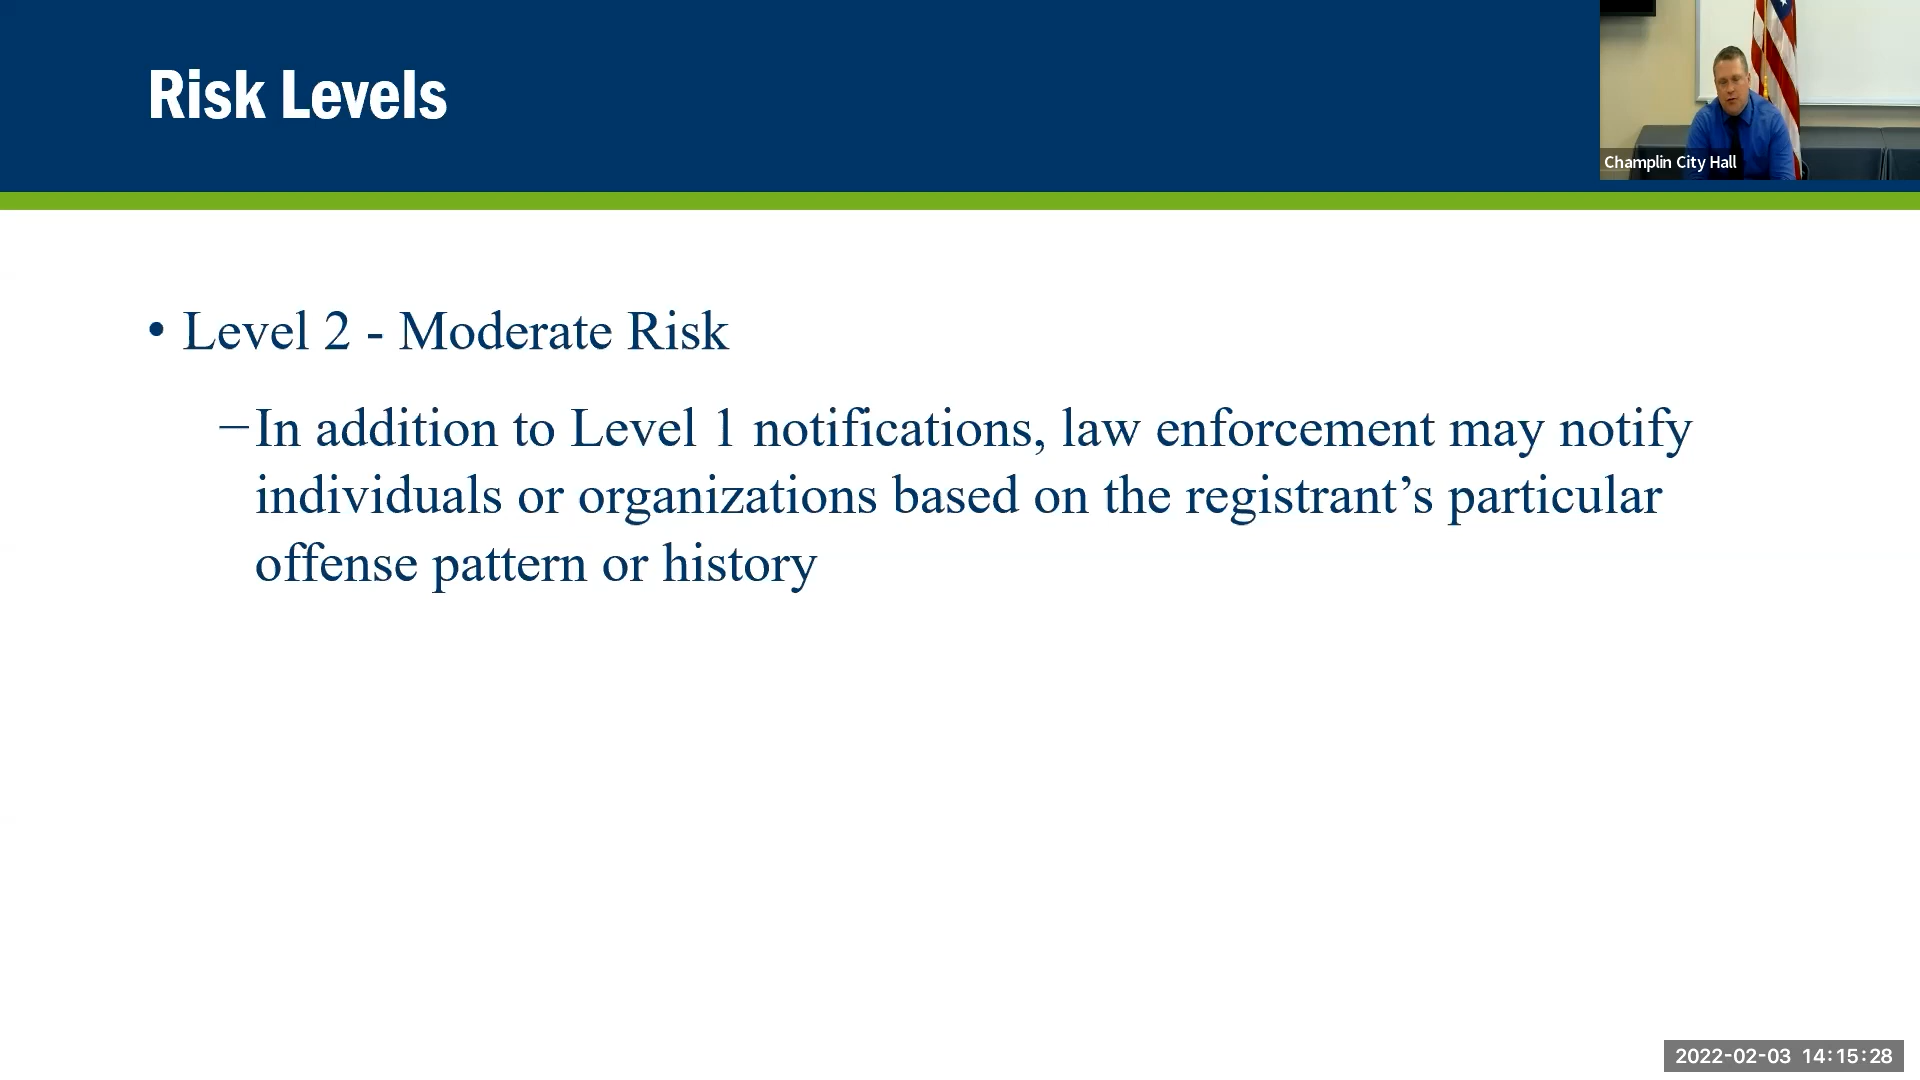 Risk Levels
Champlin City Hall
• Level 2 - Moderate Risk
–In addition to Level 1 notifications, law enforcement may notify
individuals or organizations based on the registrant’s particular
offense pattern or history
2022-02-03 14:15:28